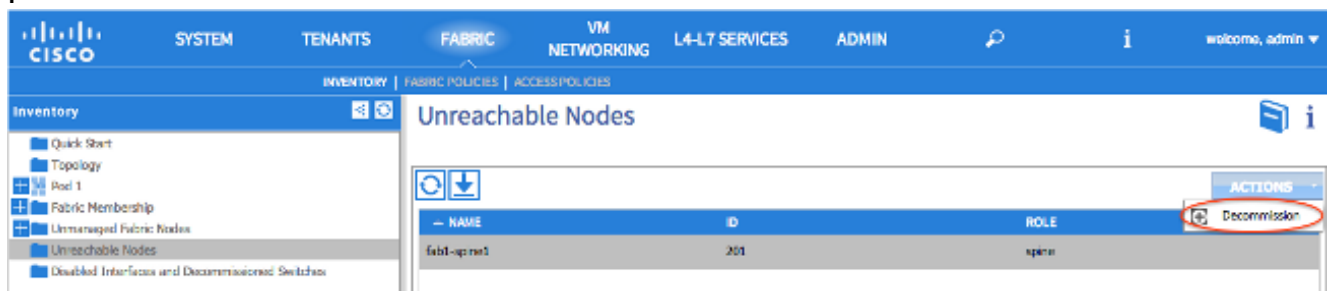 CISCO
SYSTEM
TENANTS
FABRIC
VM
NETWORKING
L4-L7 SERVICES
ADMIN
i
welcome, admin
INVENTORY | FABRIC POLICIES | ACCESS POLICIES
Inventory
Unreachable Nodes
i
Quick Start
Topology
Pod 1
Fabric Membership
Unmanaged Fabric Nodes
Unreachable Nodes
Disabled Interfaces and Decommissioned Switches
ACTIONS
Decommission
NAME
ID
ROLE
fab1-spine1
201
spine